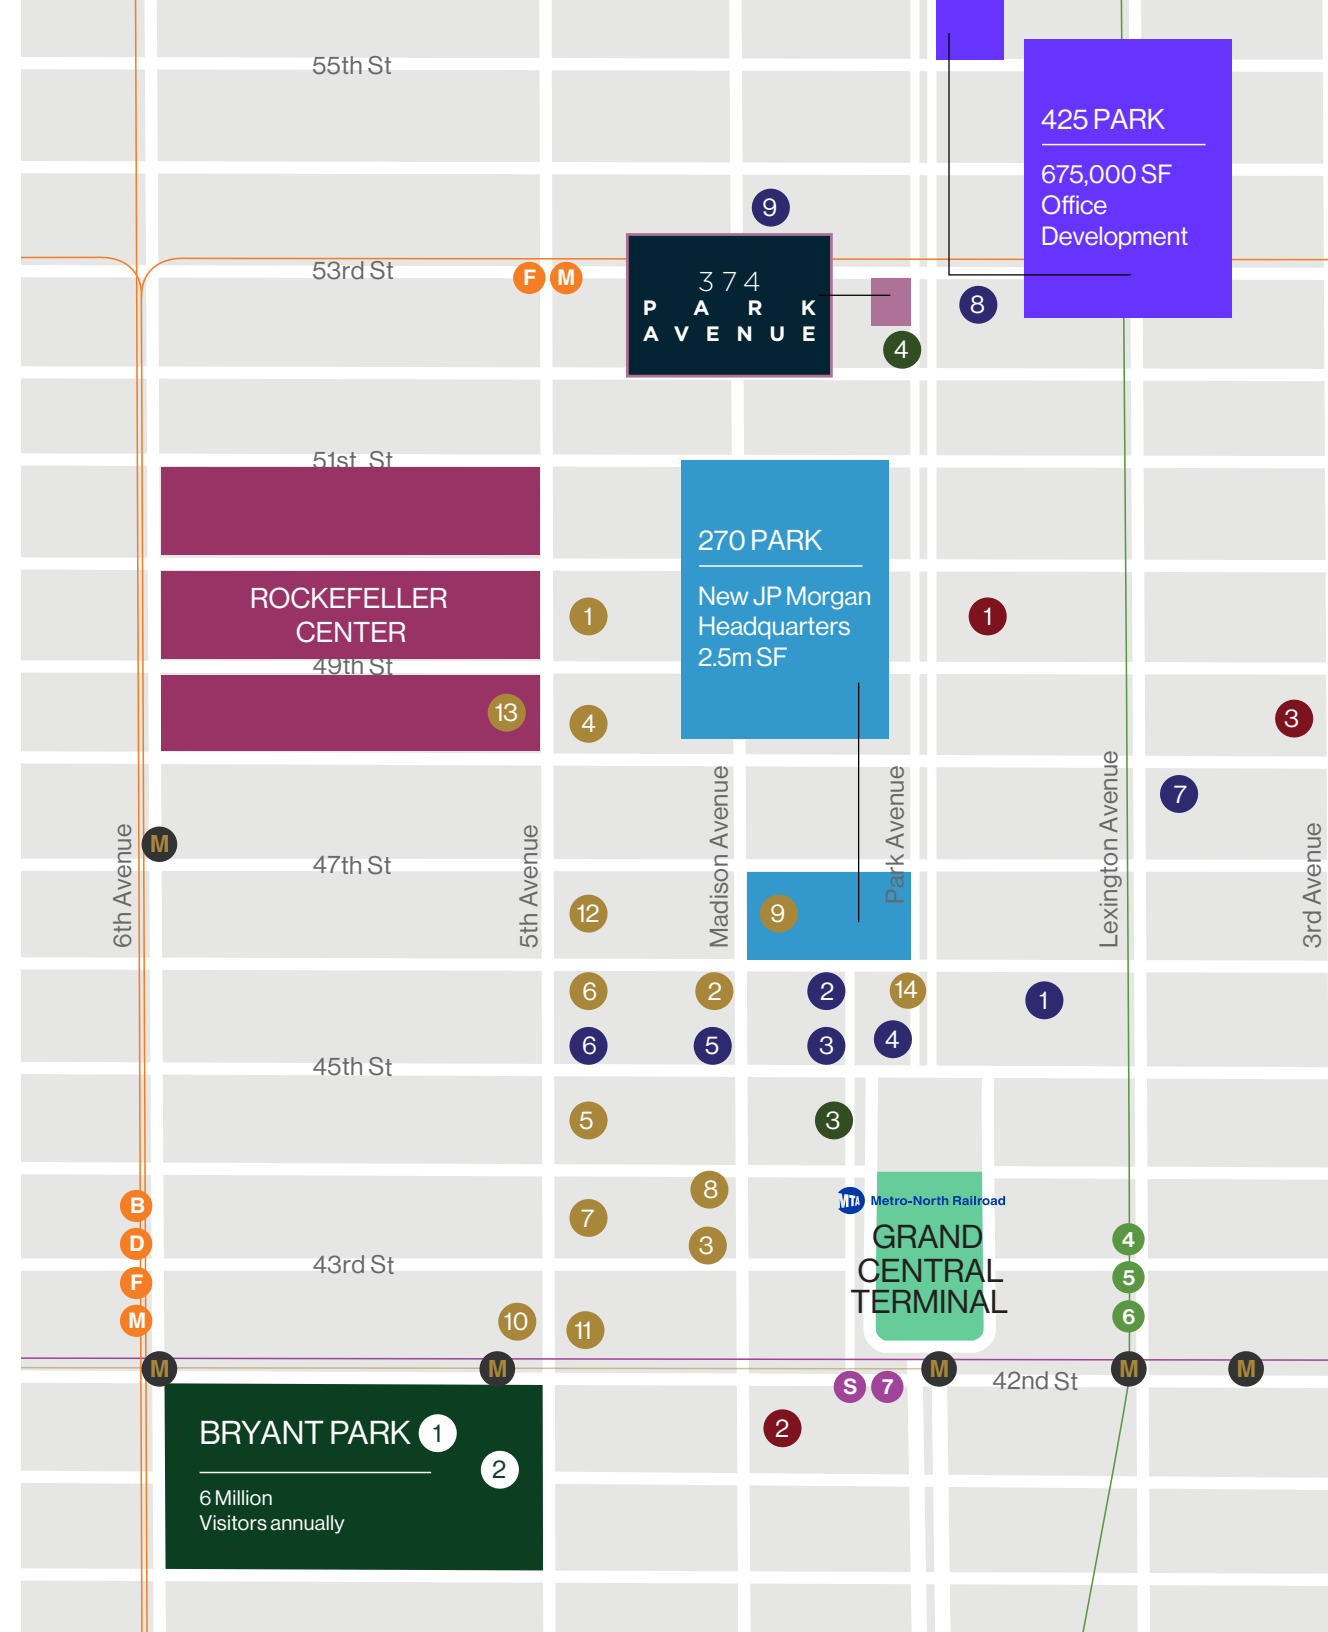 55th St
425 PARK
675,000 SF
Office
Development
9
53rd St
F
M
374
PARK
AVENUE
8
4
51st St
270 PARK
New JP Morgan
Headquarters
2.5m SF
ROCKEFELLER
CENTER
1
1
49th St
13
4
3
7
6th Avenue
5th Avenue
Madison Avenue
Park Avenue
Lexington Avenue
3rd Avenue
M
47th St
12
9
6
2
2
14
1
6
5
3
4
45th St
5
3
B
D
F
M
8
7
3
MTA Metro-North Railroad
GRAND
CENTRAL
TERMINAL
4
5
6
43rd St
10
11
M
M
M
M
M
42nd St
S
7
2
BRYANT PARK
1
2
6 Million
Visitors annually